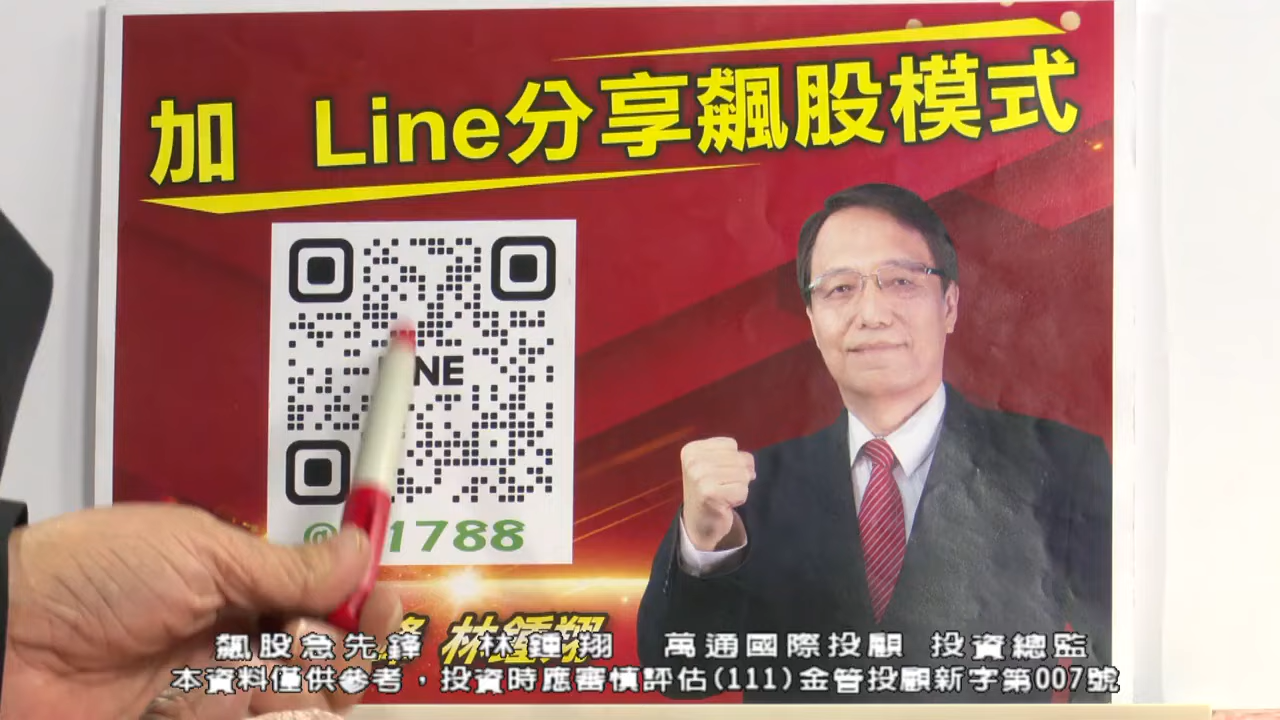 加 Line分享飆股模式
NE
@ 1788
林鍾翔
飆股急先鋒 林鍾翔 萬通國際投顧 投資總監
本資料僅供參考，投資時應審慎評估(111)金管投顧新字第007號